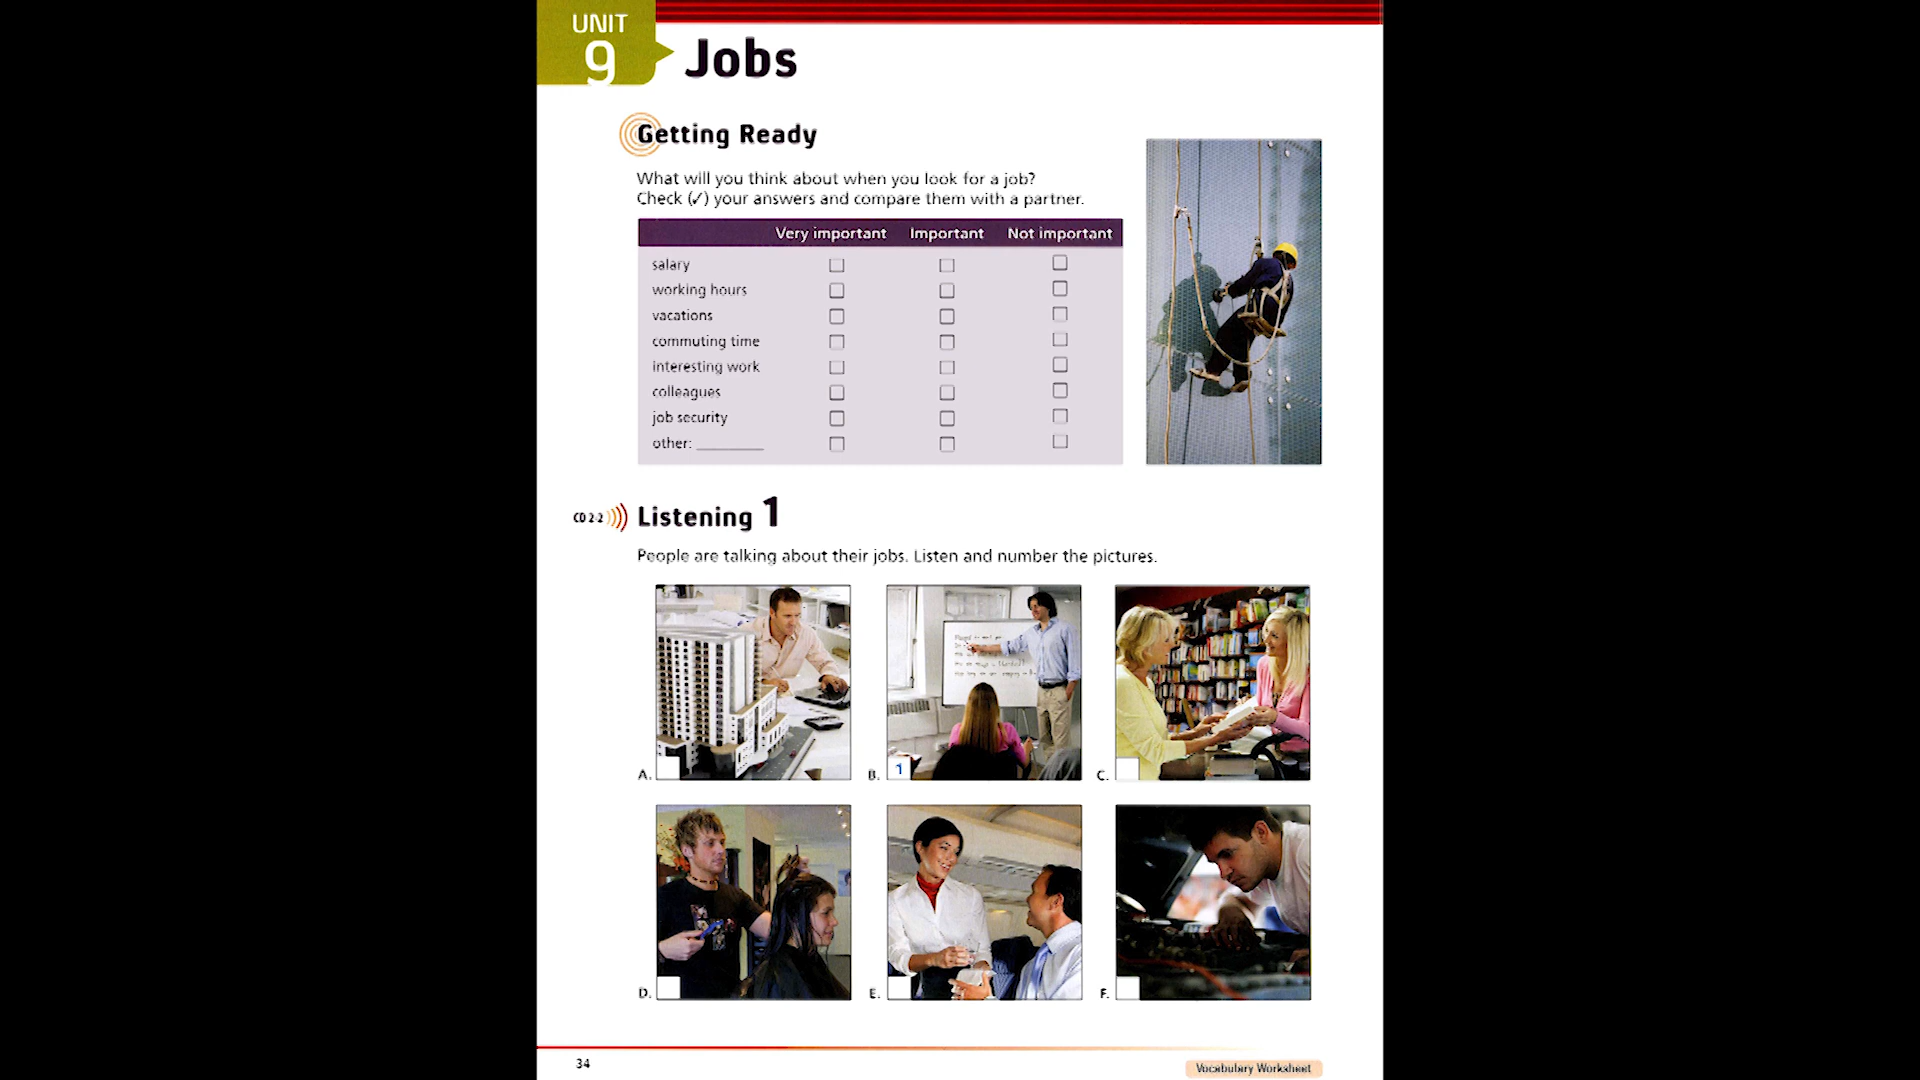 UNIT
9
Jobs
Getting Ready
What will you think about when you look for a job?
Check (✓) your answers and compare them with a partner.
Very important Important Not important
salary
working hours
vacations
commuting time
interesting work
colleagues
job security
other: __________
CD 2-2 Listening 1
People are talking about their jobs. Listen and number the pictures.
A.
B. 1
C.
D.
E.
F.
34
Vocabulary Worksheet